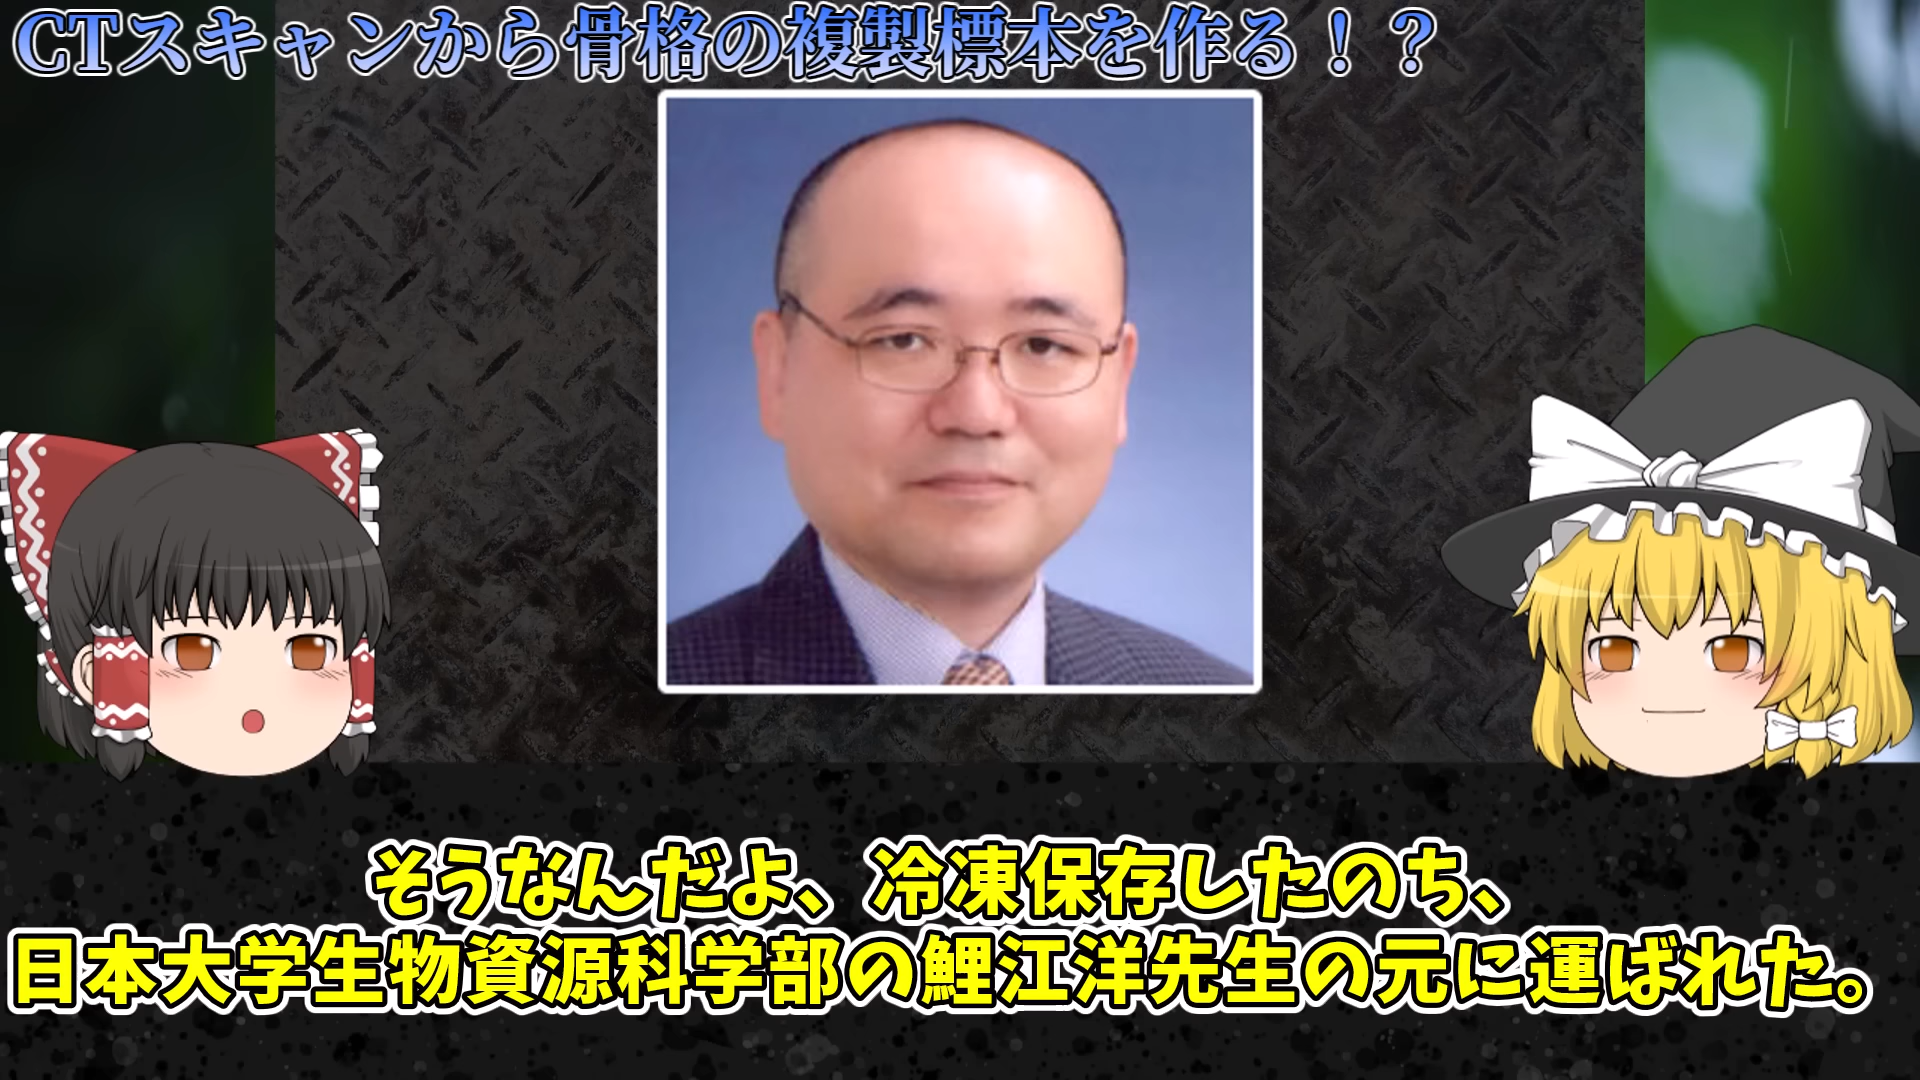 CTスキャンから骨格の複製標本を作る！？
そうなんだよ、冷凍保存したのち、
日本大学生物資源科学部の鯉江洋先生の元に運ばれた。